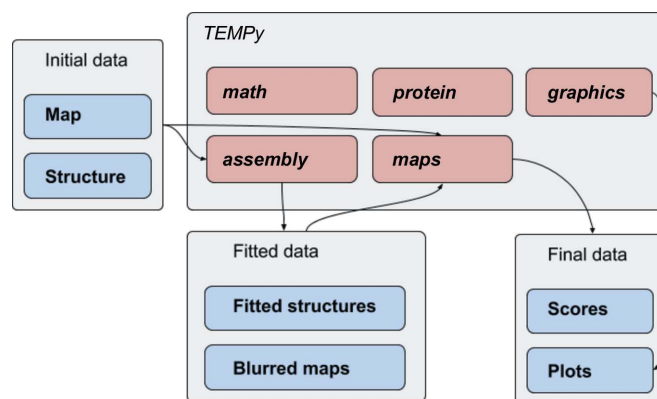 TEMPy
Initial data
Map
Structure
math
protein
graphics
assembly
maps
Fitted data
Fitted structures
Blurred maps
Final data
Scores
Plots